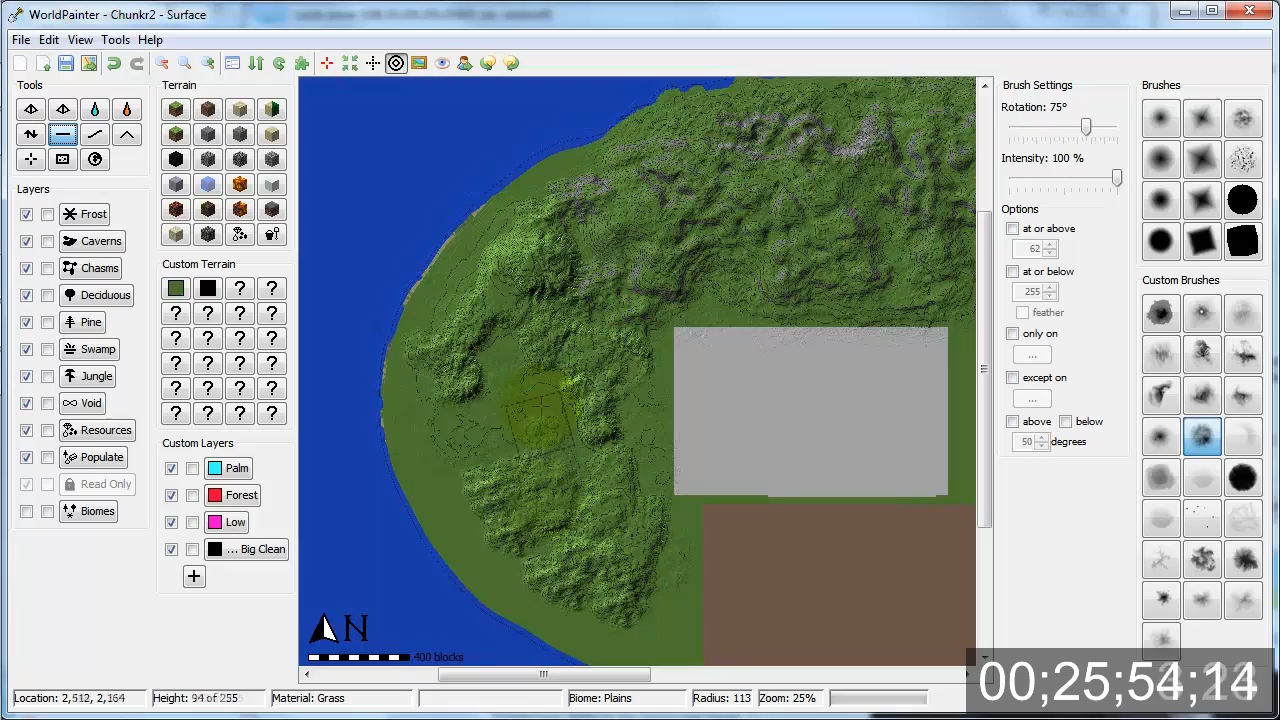 WorldPainter - Chunkr2 - Surface
File Edit View Tools Help
Tools
Terrain
Brush Settings
Brushes
Rotation: 75°
Intensity: 100 %
Layers
Frost
Caverns
Chasms
Deciduous
Pine
Swamp
Jungle
Void
Resources
Populate
Read Only
Biomes
Custom Terrain
? ?
? ? ? ?
? ? ? ?
? ? ? ?
? ? ? ?
? ? ? ?
Custom Layers
Palm
Forest
Low
... Big Clean
+
Options
at or above
62
at or below
255
feather
only on
...
except on
...
above below
50 degrees
Custom Brushes
N
400 blocks
Location: 2,512, 2,164 Height: 94 of 255 Material: Grass Biome: Plains Radius: 113 Zoom: 25%
00;25;54;14